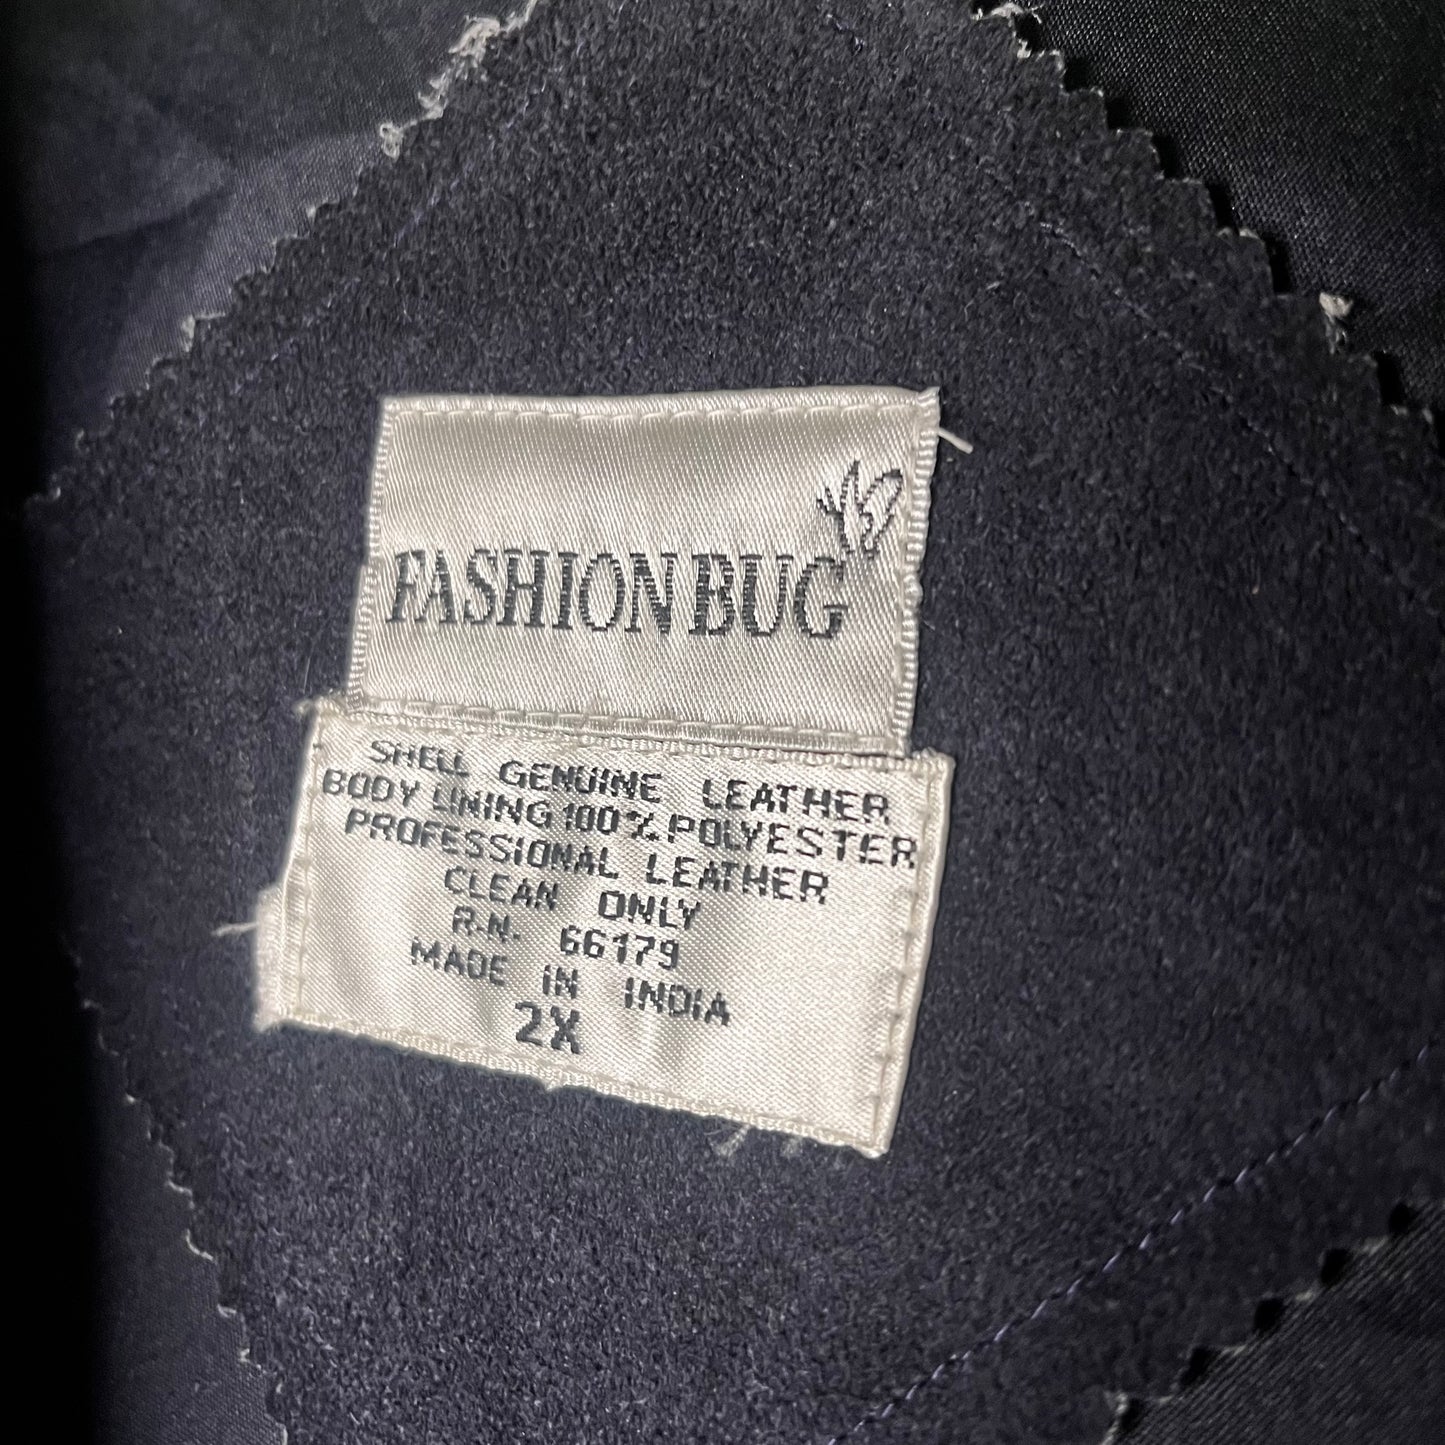 FASHION BUG
SHELL GENUINE LEATHER
BODY LINING 100% POLYESTER
PROFESSIONAL LEATHER
CLEAN ONLY
R.N. 66179
MADE IN INDIA
2X